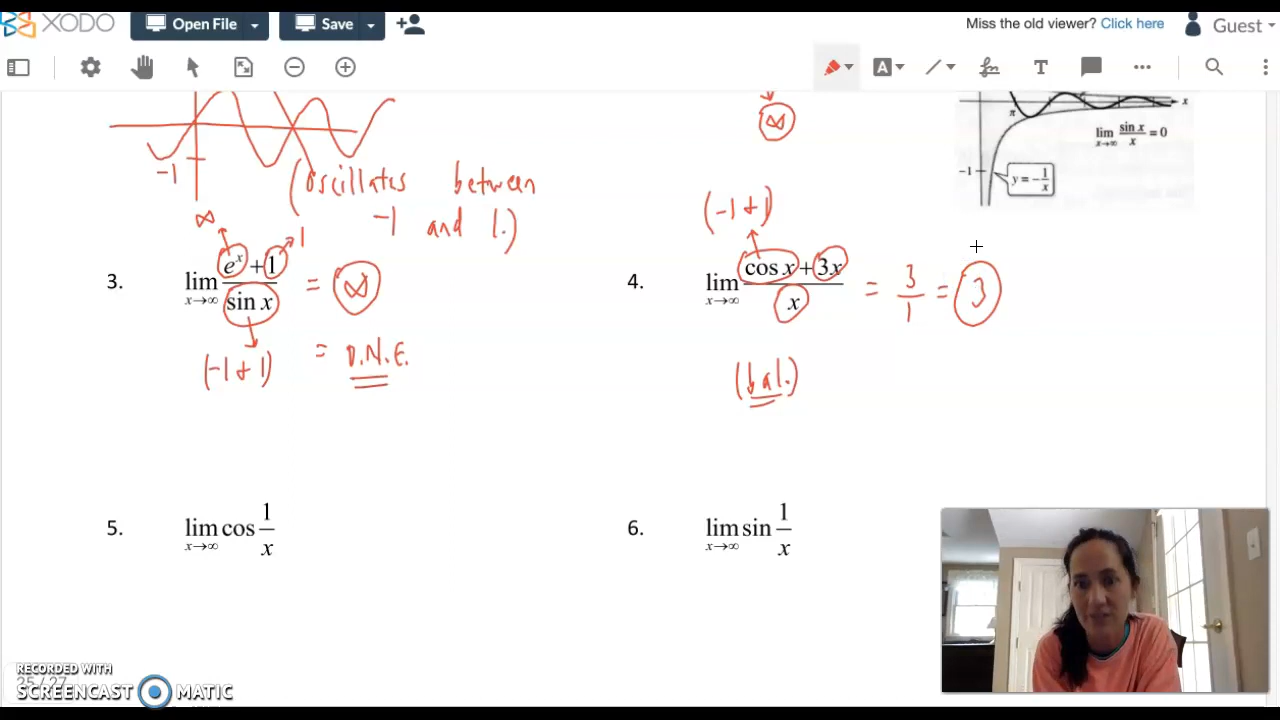 XODO Open File Save Miss the old viewer? Click here Guest
A T
-1
(oscillates between
-1 and 1.)
∞
x
π
lim x→∞ sin x / x = 0
-1
y = - 1/x
3. lim x→∞ (e^x + 1) / sin x = ∞
∞ 1
(-1 + 1) = D.N.E.
4. lim x→∞ (cos x + 3x) / x = 3/1 = 3
(-1 + 1)
(bal.)
5. lim x→∞ cos 1/x
6. lim x→∞ sin 1/x
25 / 27
RECORDED WITH
SCREENCAST MATIC